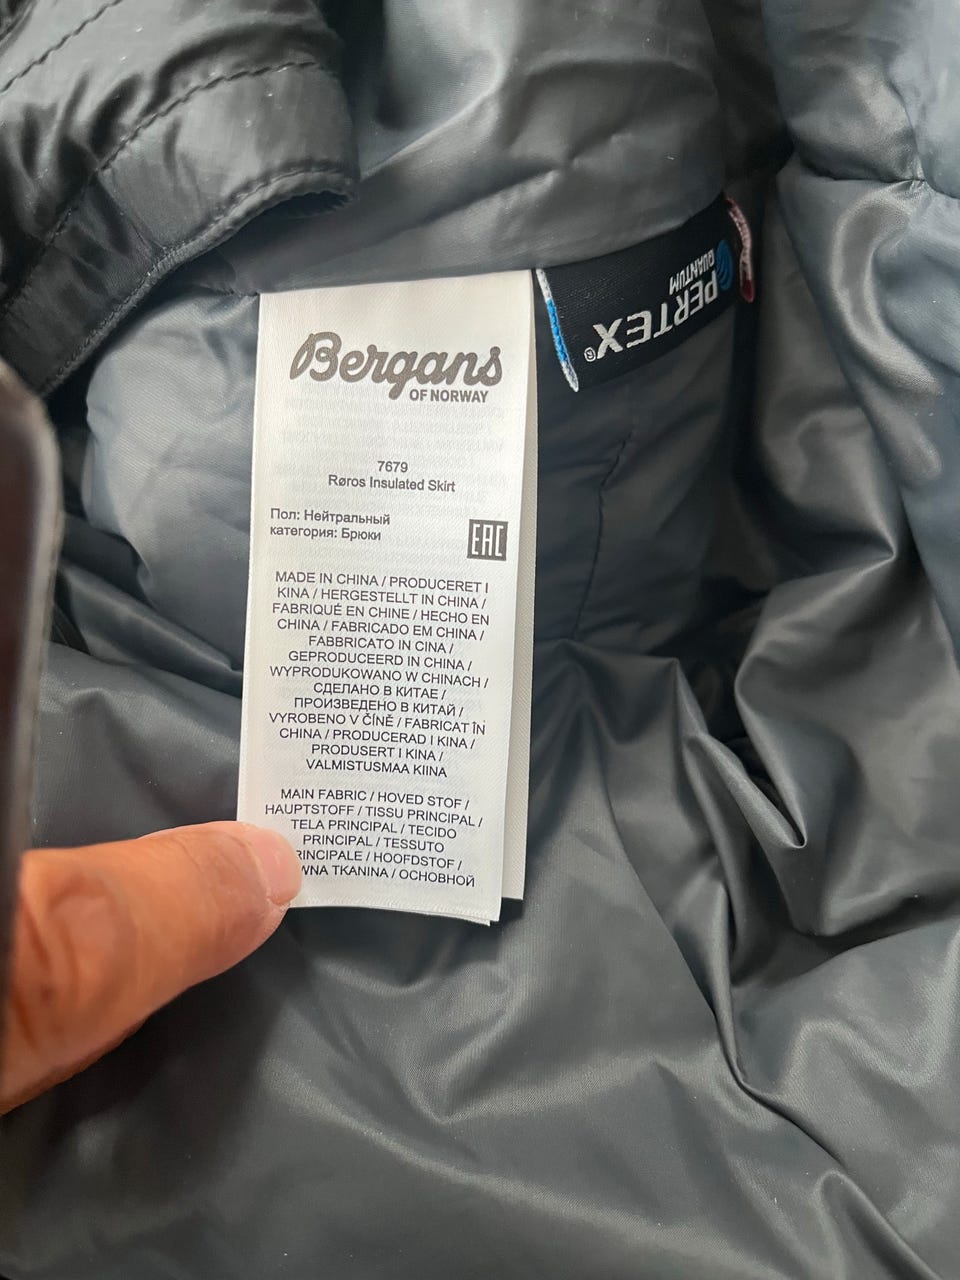 Bergans
OF NORWAY
7679
Røros Insulated Skirt
Пол: Нейтральный
категория: Брюки
EAC
MADE IN CHINA / PRODUCERET I
KINA / HERGESTELLT IN CHINA /
FABRIQUÉ EN CHINE / HECHO EN
CHINA / FABRICADO EM CHINA /
FABBRICATO IN CINA /
GEPRODUCEERD IN CHINA /
WYPRODUKOWANO W CHINACH /
СДЕЛАНО В КИТАЕ /
ПРОИЗВЕДЕНО В КИТАЙ /
VYROBENO V ČÍNĚ / FABRICAT ÎN
CHINA / PRODUCERAD I KINA /
PRODUSERT I KINA /
VALMISTUSMAA KIINA
MAIN FABRIC / HOVED STOF /
HAUPTSTOFF / TISSU PRINCIPAL /
TELA PRINCIPAL / TECIDO
PRINCIPAL / TESSUTO
RINCIPALE / HOOFDSTOF /
WNA TKANINA / ОСНОВНОЙ
PERTEX®
QUANTUM